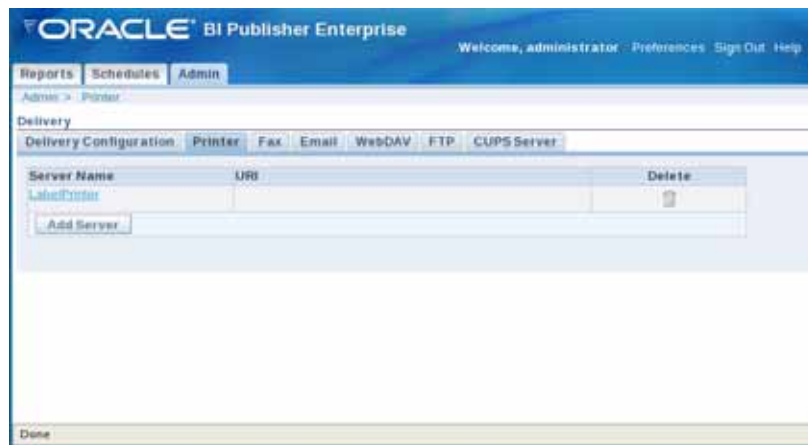 ORACLE BI Publisher Enterprise
Welcome, administrator Preferences Sign Out Help
Reports Schedules Admin
Admin > Printer
Delivery
Delivery Configuration Printer Fax Email WebDAV FTP CUPS Server
Server Name URI Delete
LabelPrinter
Add Server
Done